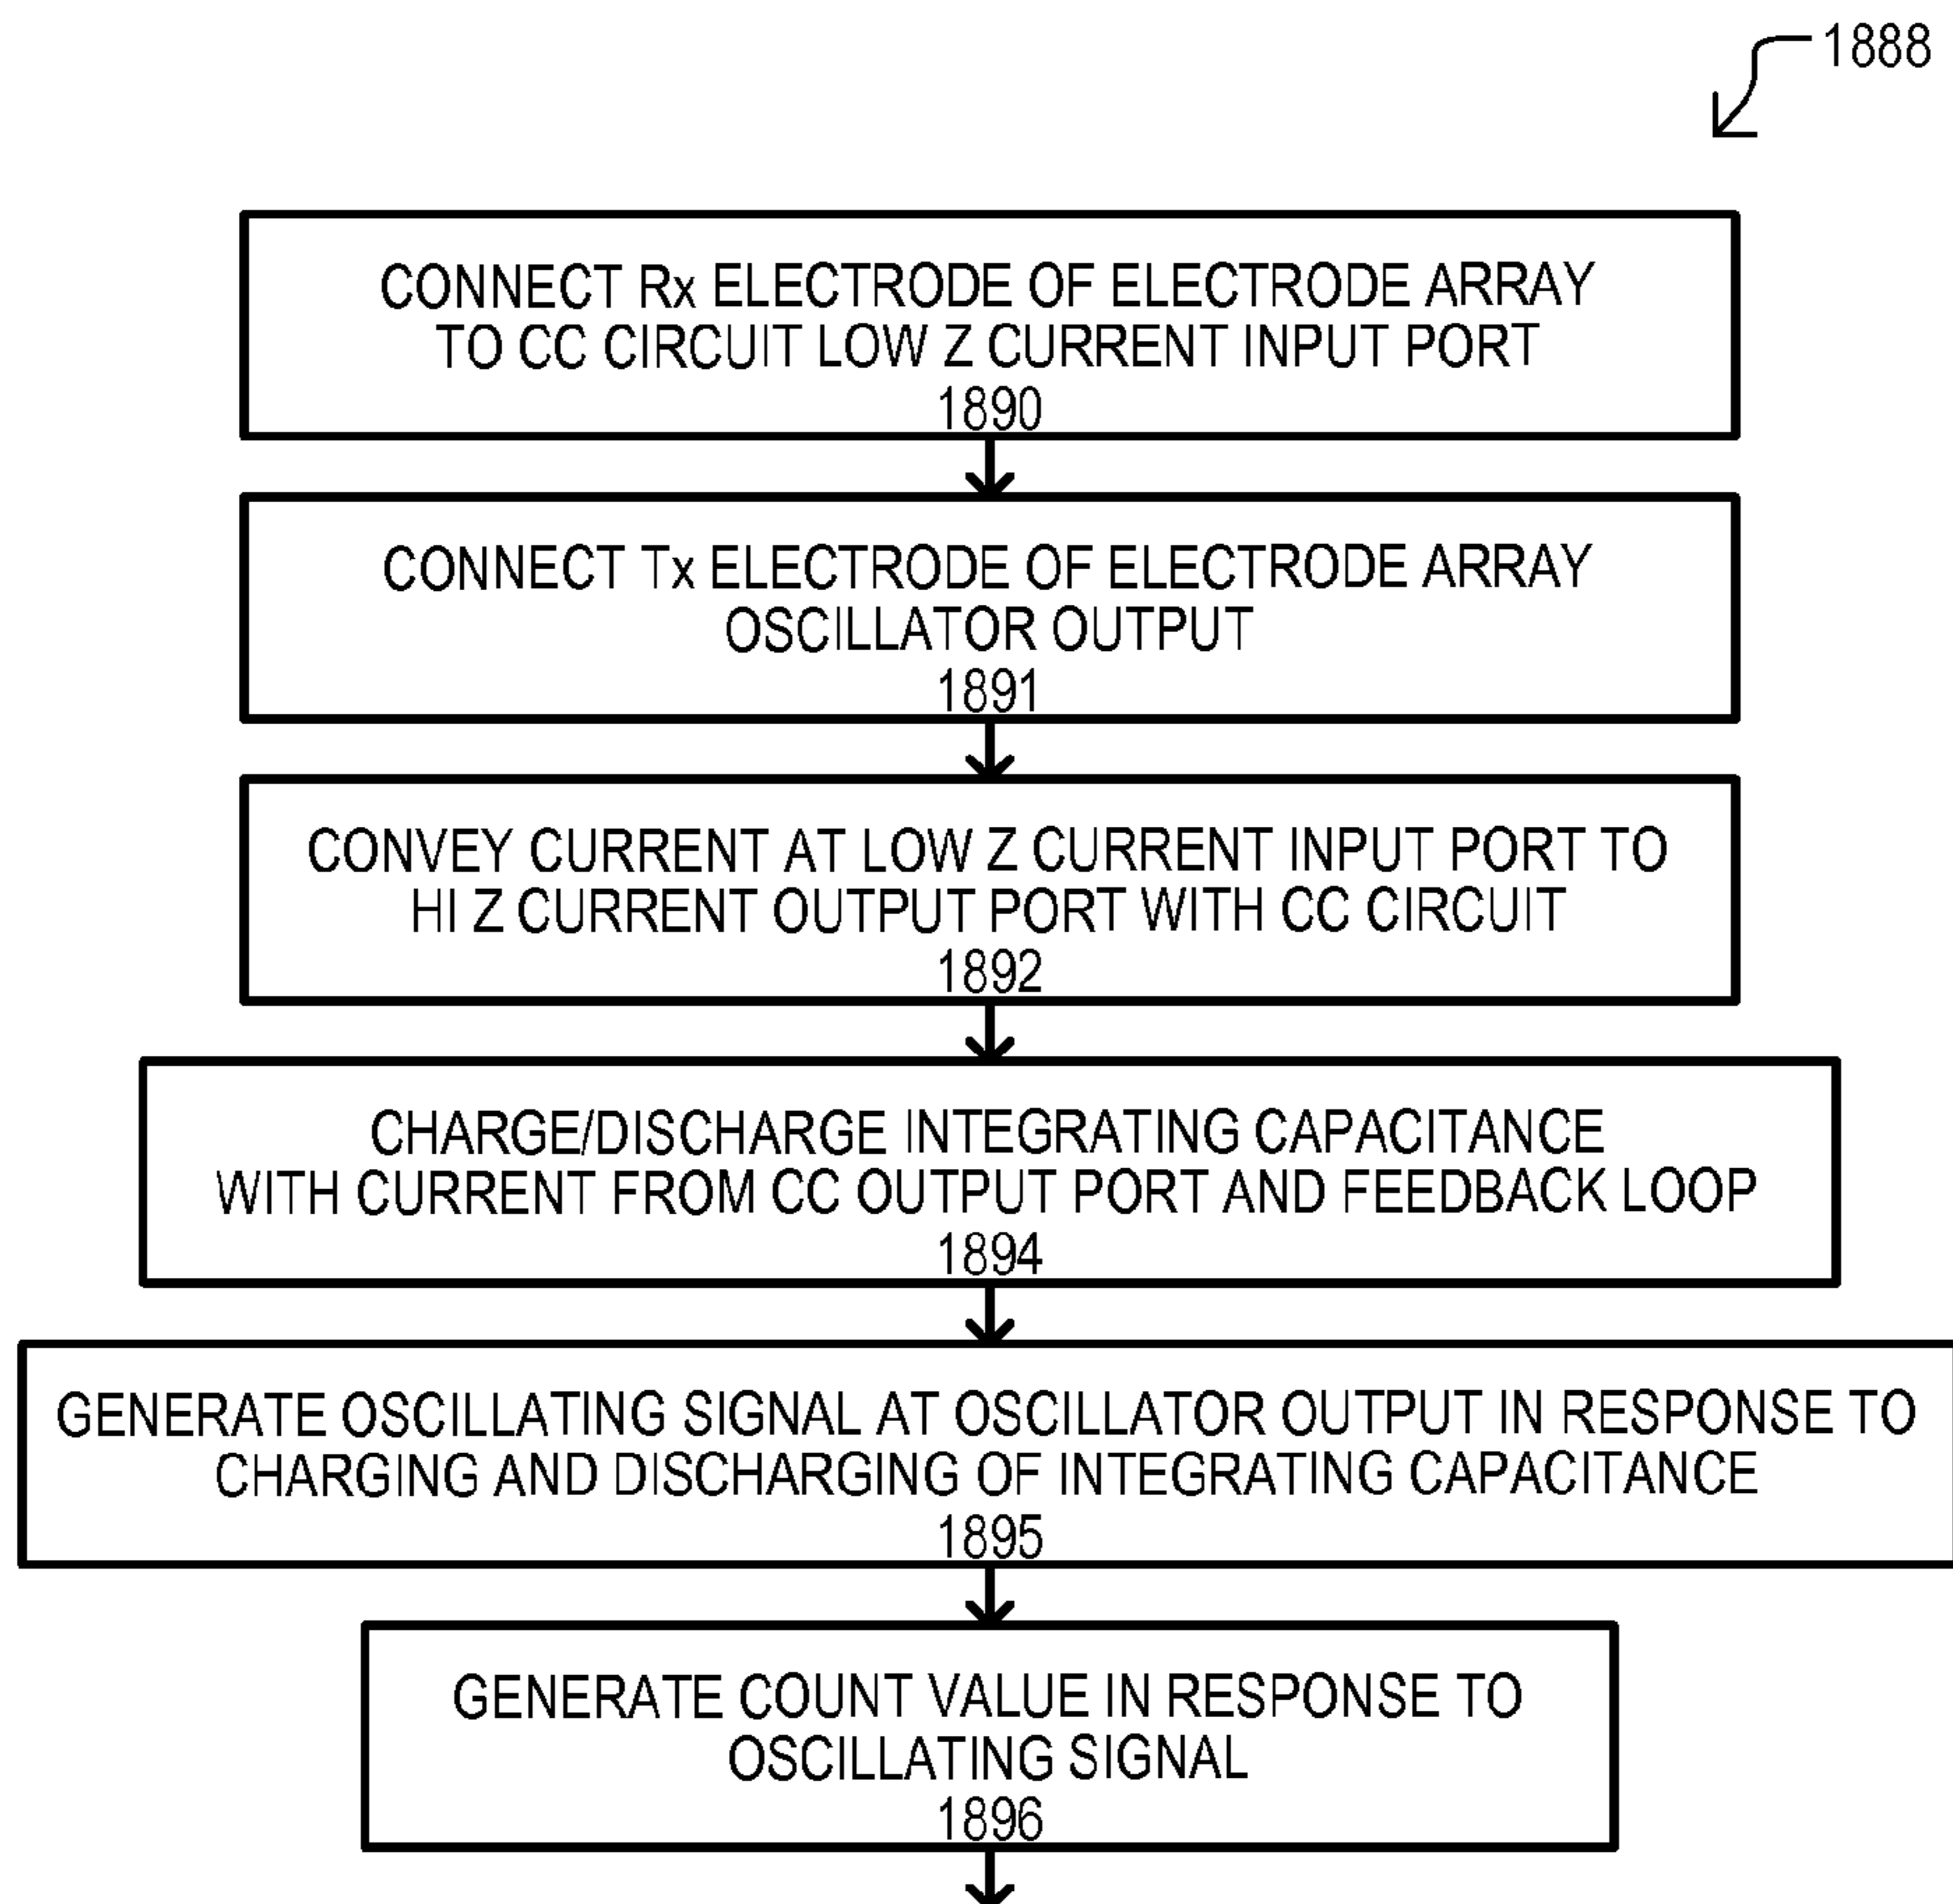 1888
CONNECT Rx ELECTRODE OF ELECTRODE ARRAY
TO CC CIRCUIT LOW Z CURRENT INPUT PORT
1890
CONNECT Tx ELECTRODE OF ELECTRODE ARRAY
OSCILLATOR OUTPUT
1891
CONVEY CURRENT AT LOW Z CURRENT INPUT PORT TO
HI Z CURRENT OUTPUT PORT WITH CC CIRCUIT
1892
CHARGE/DISCHARGE INTEGRATING CAPACITANCE
WITH CURRENT FROM CC OUTPUT PORT AND FEEDBACK LOOP
1894
GENERATE OSCILLATING SIGNAL AT OSCILLATOR OUTPUT IN RESPONSE TO
CHARGING AND DISCHARGING OF INTEGRATING CAPACITANCE
1895
GENERATE COUNT VALUE IN RESPONSE TO
OSCILLATING SIGNAL
1896